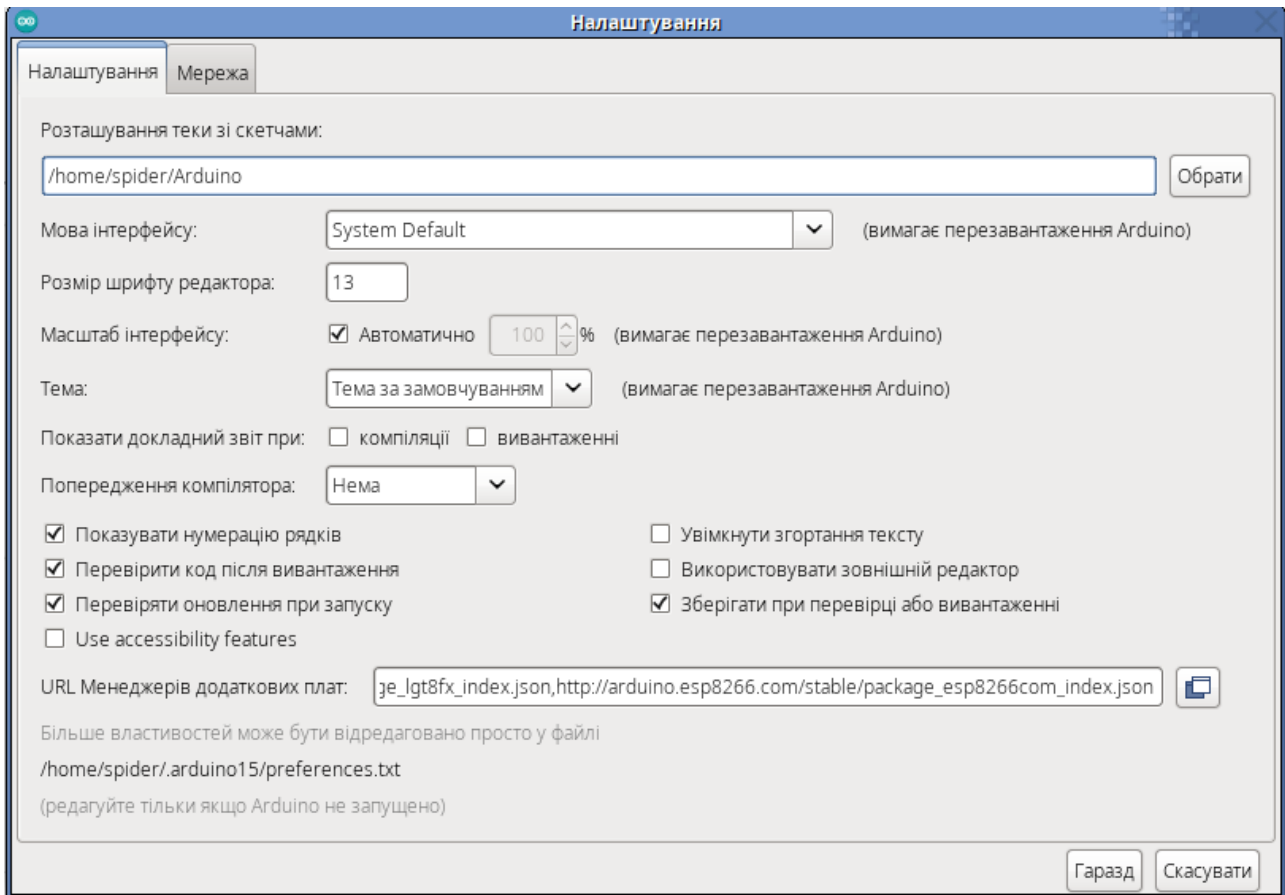 Налаштування
Налаштування Мережа
Розташування теки зі скетчами:
/home/spider/Arduino Обрати
Мова інтерфейсу: System Default (вимагає перезавантаження Arduino)
Розмір шрифту редактора: 13
Масштаб інтерфейсу: Автоматично 100 % (вимагає перезавантаження Arduino)
Тема: Тема за замовчуванням (вимагає перезавантаження Arduino)
Показати докладний звіт при: компіляції вивантаженні
Попередження компілятора: Нема
Показувати нумерацію рядків Увімкнути згортання тексту
Перевірити код після вивантаження Використовувати зовнішній редактор
Перевіряти оновлення при запуску Зберігати при перевірці або вивантаженні
Use accessibility features
URL Менеджерів додаткових плат: ge_lgt8fx_index.json,http://arduino.esp8266.com/stable/package_esp8266com_index.json
Більше властивостей може бути відредаговано просто у файлі
/home/spider/.arduino15/preferences.txt
(редагуйте тільки якщо Arduino не запущено)
Гаразд Скасувати